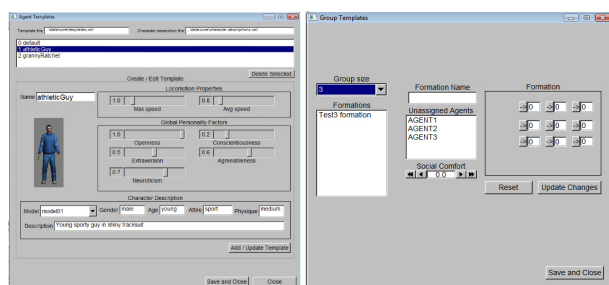 Agent Templates
Template file
Character description file
0 default
1 athleticGuy
2 grannyRatchet
Delete Selected
Create / Edit Template
Name athleticGuy
Locomotion Properties
1.0 0.8
Max speed Avg speed
Global Personality Factors
1.0 0.2
Openness Conscientiousness
0.5 0.6
Extraversion Agreeableness
0.7
Neuroticism
Character Description
Model model01 Gender male Age young Attire sport Physique medium
Description Young sporty guy in shiny tracksuit
Add / Update Template
Save and Close Close
Group Templates
Group size
3
Formations
Test3 formation
Formation Name
Unassigned Agents
AGENT1
AGENT2
AGENT3
Social Comfort
0.0
Formation
->0 ->0 ->0
->0 ->0 ->0
->0 ->0 ->0
Reset Update Changes
Save and Close